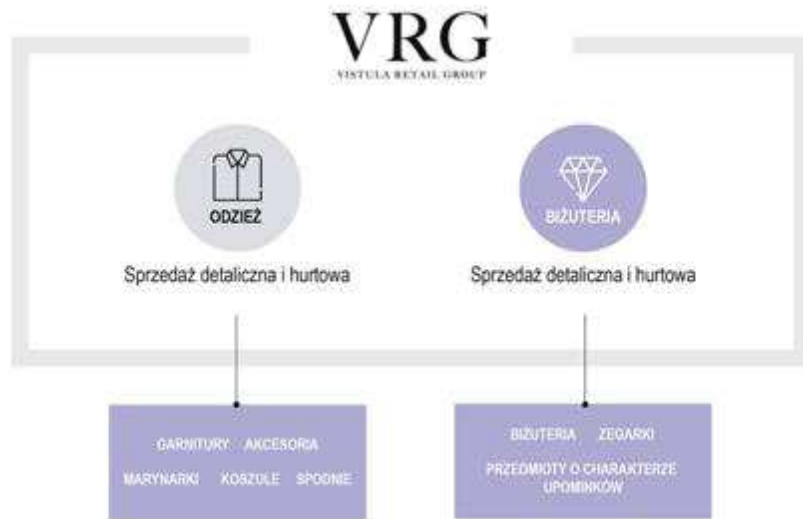 VRG
VISTULA RETAIL GROUP
ODZIEŻ
BIŻUTERIA
Sprzedaż detaliczna i hurtowa
Sprzedaż detaliczna i hurtowa
GARNITURY AKCESORIA
MARYNARKI KOSZULE SPODNIE
BIŻUTERIA ZEGARKI
PRZEDMIOTY O CHARAKTERZE
UPOMINKÓW